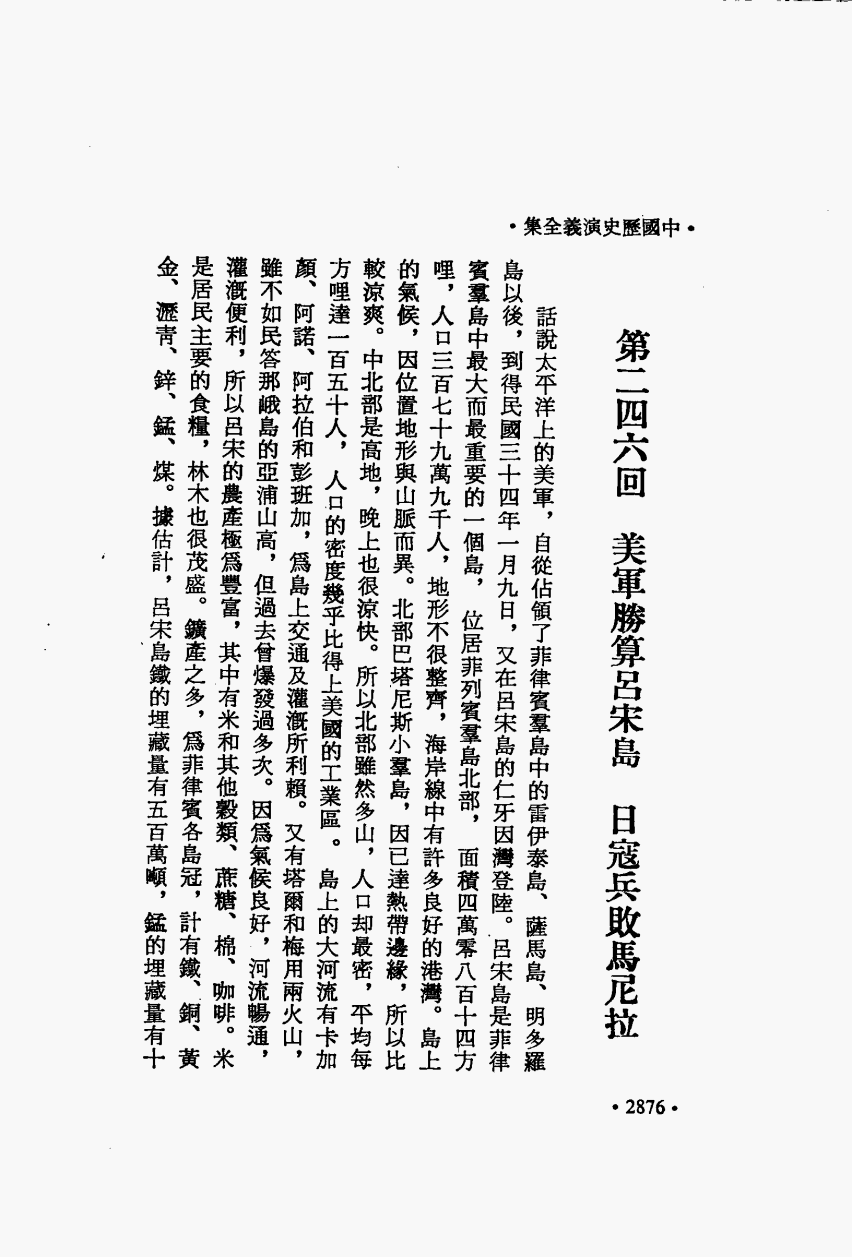 •中國歷史演義全集•
第二四六回　美軍勝算呂宋島　日寇兵敗馬尼拉
話說太平洋上的美軍，自從佔領了菲律賓羣島中的雷伊泰島、薩馬島、明多羅
島以後，到得民國三十四年一月九日，又在呂宋島的仁牙因灣登陸。呂宋島是菲律
賓羣島中最大而最重要的一個島，位居菲列賓羣島北部，面積四萬零八百十四方
哩，人口三百七十九萬九千人，地形不很整齊，海岸線中有許多良好的港灣。島上
的氣候，因位置地形與山脈而異。北部巴塔尼斯小羣島，因已達熱帶邊緣，所以比
較涼爽。中北部是高地，晚上也很涼快。所以北部雖然多山，人口却最密，平均每
方哩達一百五十人，人口的密度幾乎比得上美國的工業區。島上的大河流有卡加
顏、阿諾、阿拉伯和彭班加，爲島上交通及灌漑所利賴。又有塔爾和梅用兩火山，
雖不如民答那峨島的亞浦山高，但過去曾爆發過多次。因爲氣候良好，河流暢通，
灌漑便利，所以呂宋的農產極爲豐富，其中有米和其他穀類、蔗糖、棉、咖啡。米
是居民主要的食糧，林木也很茂盛。鑛產之多，爲菲律賓各島冠，計有鐵、銅、黃
金、瀝青、鋅、錳、煤。據估計，呂宋島鐵的埋藏量有五百萬噸，錳的埋藏量有十
•2876•